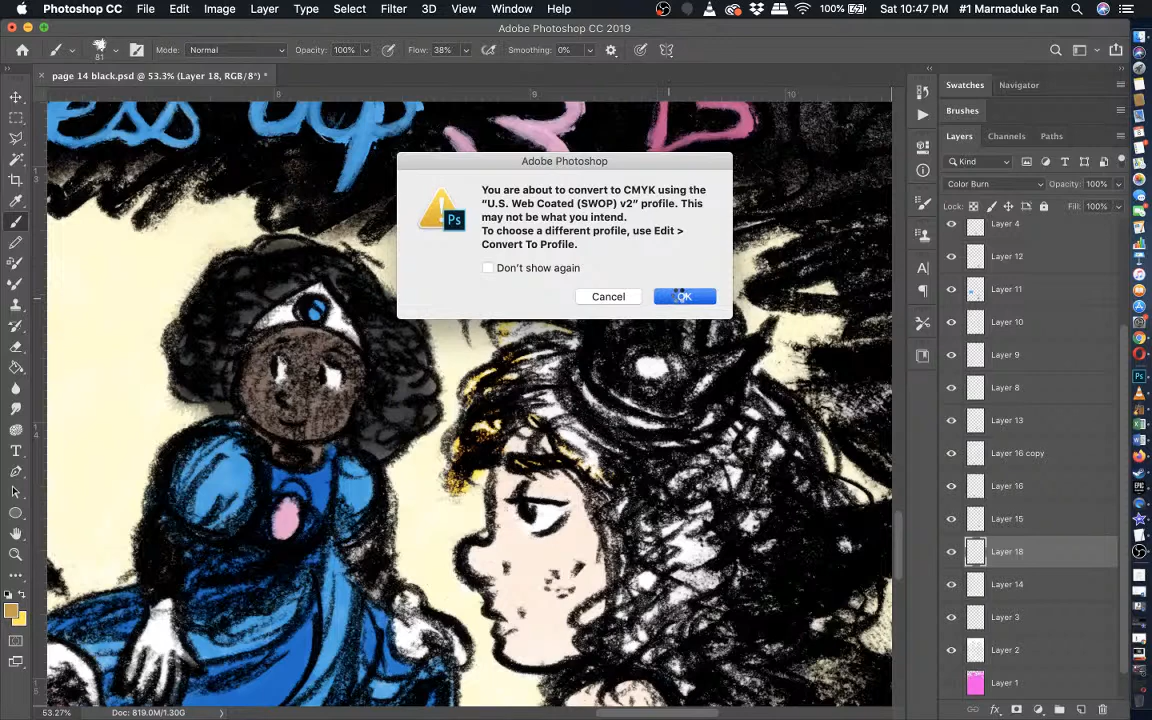 Photoshop CC File Edit Image Layer Type Select Filter 3D View Window Help 100% Sat 10:47 PM #1 Marmaduke Fan
Adobe Photoshop CC 2019
81 Mode: Normal Opacity: 100% Flow: 38% Smoothing: 0%
× page 14 black.psd @ 53.3% (Layer 18, RGB/8*) *
8 9 10
Swatches Navigator
Brushes
Layers Channels Paths
Kind
Color Burn Opacity: 100%
Lock: Fill: 100%
Layer 4
Layer 12
Layer 11
Layer 10
Layer 9
Layer 8
Layer 13
Layer 16 copy
Layer 16
Layer 15
Layer 18
Layer 14
Layer 3
Layer 2
Layer 1
Adobe Photoshop
You are about to convert to CMYK using the
“U.S. Web Coated (SWOP) v2” profile. This
may not be what you intend.
To choose a different profile, use Edit >
Convert To Profile.
Don't show again
Cancel OK
53.27% Doc: 819.0M/1.30G